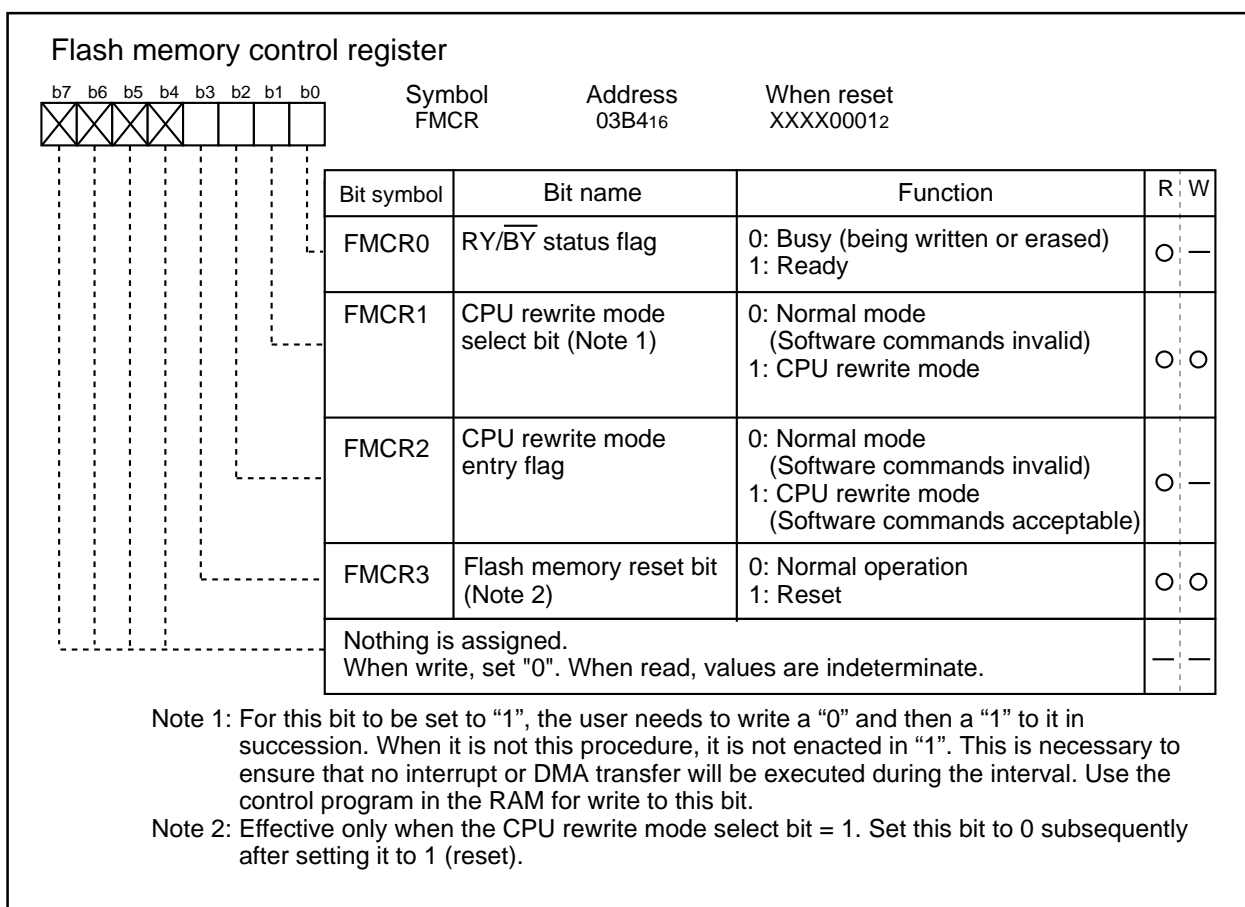 Flash memory control register
b7 b6 b5 b4 b3 b2 b1 b0
Symbol Address When reset
FMCR 03B416 XXXX00012
Bit symbol Bit name Function R W
FMCR0 RY/BY status flag 0: Busy (being written or erased)
1: Ready
FMCR1 CPU rewrite mode 0: Normal mode
select bit (Note 1) (Software commands invalid)
1: CPU rewrite mode
FMCR2 CPU rewrite mode 0: Normal mode
entry flag (Software commands invalid)
1: CPU rewrite mode
(Software commands acceptable)
FMCR3 Flash memory reset bit 0: Normal operation
(Note 2) 1: Reset
Nothing is assigned.
When write, set "0". When read, values are indeterminate.
Note 1: For this bit to be set to “1”, the user needs to write a “0” and then a “1” to it in
succession. When it is not this procedure, it is not enacted in “1”. This is necessary to
ensure that no interrupt or DMA transfer will be executed during the interval. Use the
control program in the RAM for write to this bit.
Note 2: Effective only when the CPU rewrite mode select bit = 1. Set this bit to 0 subsequently
after setting it to 1 (reset).